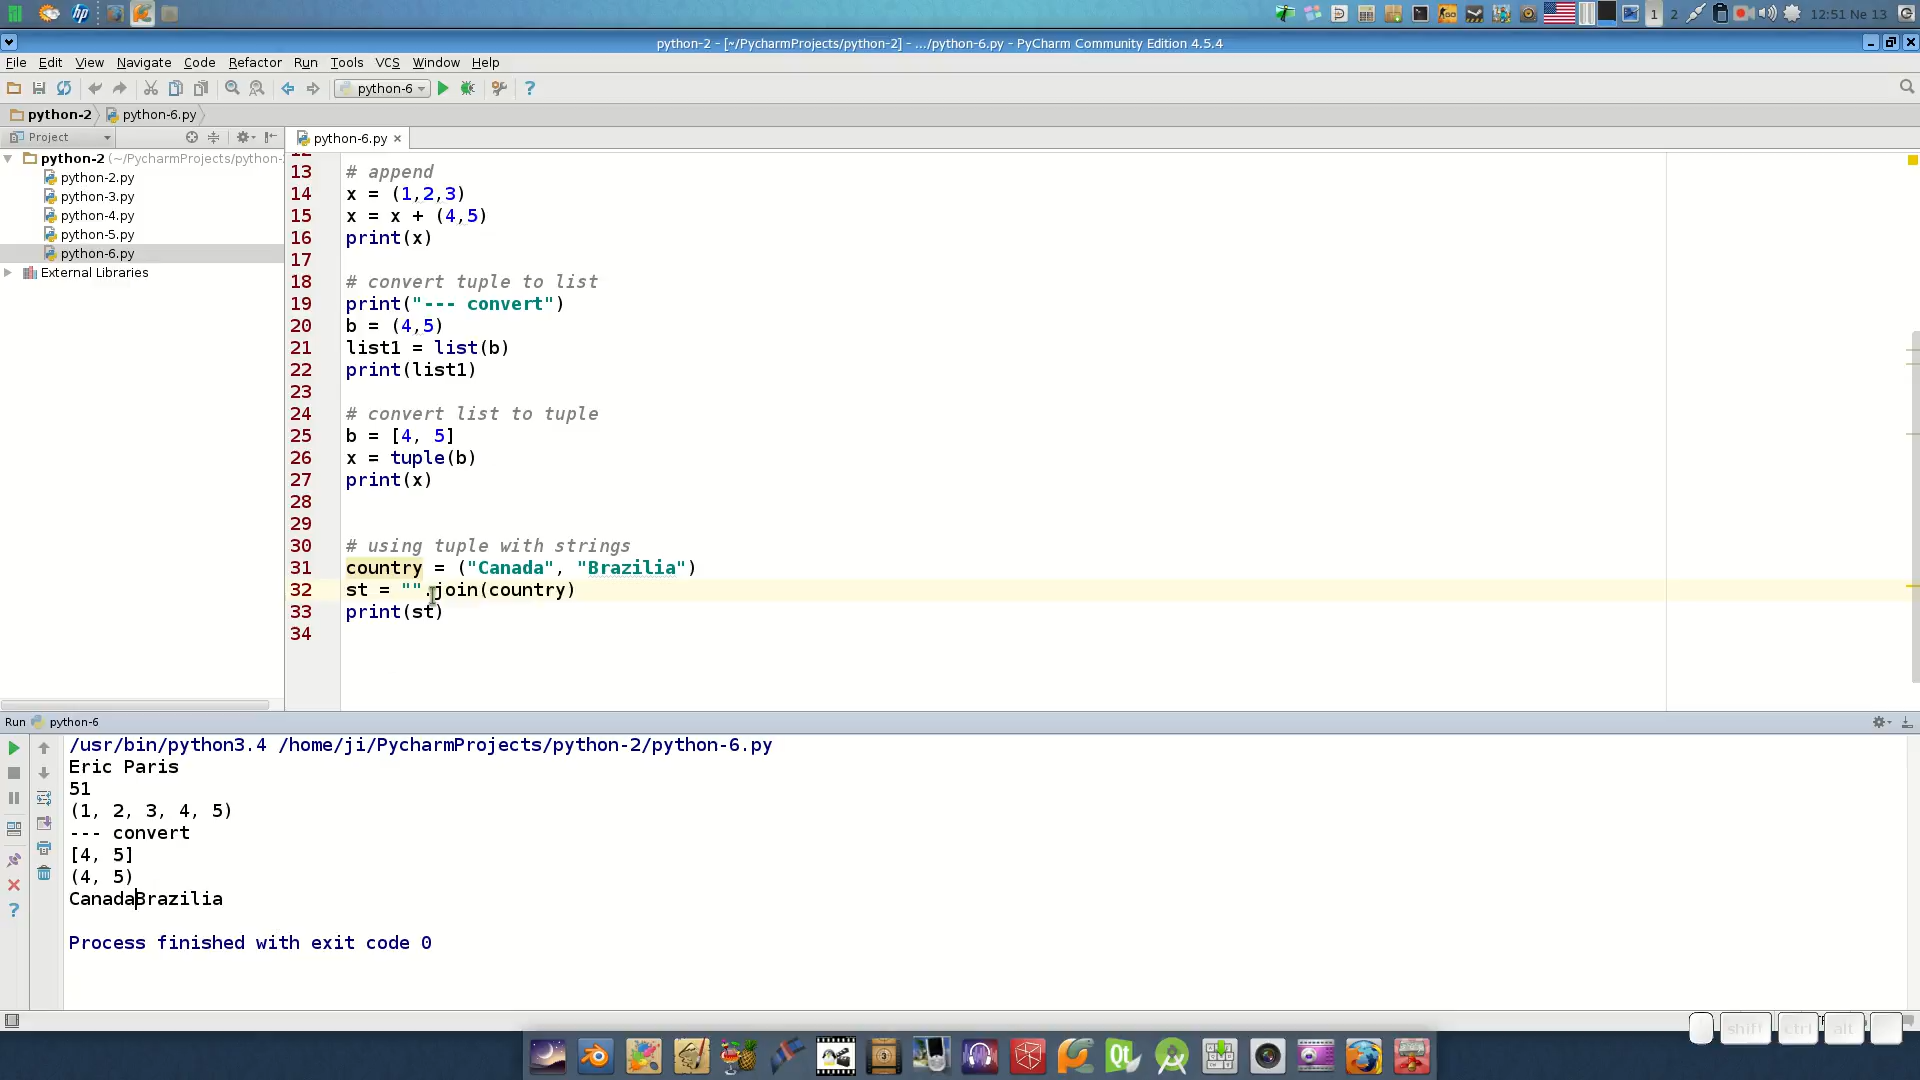 12:51 Ne 13
python-2 - [~/PycharmProjects/python-2] - .../python-6.py - PyCharm Community Edition 4.5.4
File Edit View Navigate Code Refactor Run Tools VCS Window Help
python-6
python-2 python-6.py
Project
python-6.py
python-2 (~/PycharmProjects/python-
python-2.py
python-3.py
python-4.py
python-5.py
python-6.py
External Libraries
13 # append
14 x = (1,2,3)
15 x = x + (4,5)
16 print(x)
17
18 # convert tuple to list
19 print("--- convert")
20 b = (4,5)
21 list1 = list(b)
22 print(list1)
23
24 # convert list to tuple
25 b = [4, 5]
26 x = tuple(b)
27 print(x)
28
29
30 # using tuple with strings
31 country = ("Canada", "Brazilia")
32 st = "".join(country)
33 print(st)
34
Run python-6
/usr/bin/python3.4 /home/ji/PycharmProjects/python-2/python-6.py
Eric Paris
51
(1, 2, 3, 4, 5)
--- convert
[4, 5]
(4, 5)
CanadaBrazilia
Process finished with exit code 0
shift ctrl alt